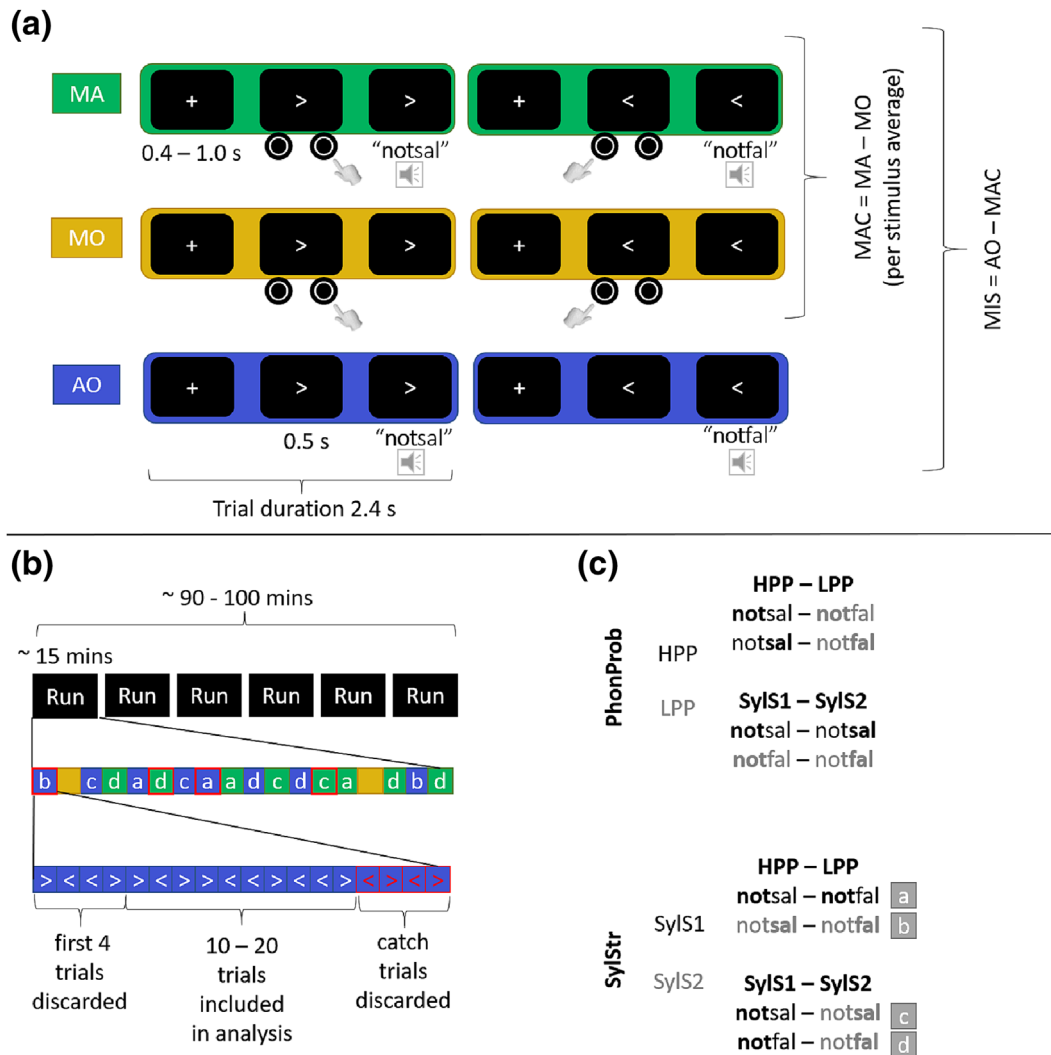 (a)
MA
+ > > + < <
0.4 – 1.0 s
“notsal”
“notfal”
MO
+ > > + < <
AO
+ > > + < <
0.5 s
“notsal”
“notfal”
Trial duration 2.4 s
MAC = MA – MO
(per stimulus average)
MIS = AO – MAC
(b)
~ 90 - 100 mins
~ 15 mins
Run Run Run Run Run Run
b c d a d c a a d c d c a d b d
> < < > > < > > < < > < < > < > < >
first 4
trials
discarded
10 – 20
trials
included
in analysis
catch
trials
discarded
(c)
PhonProb
HPP
LPP
HPP – LPP
notsal – notfal
notsal – notfal
SylS1 – SylS2
notsal – notsal
notfal – notfal
SylStr
SylS1
SylS2
HPP – LPP
notsal – notfal a
notsal – notfal b
SylS1 – SylS2
notsal – notsal c
notfal – notfal d